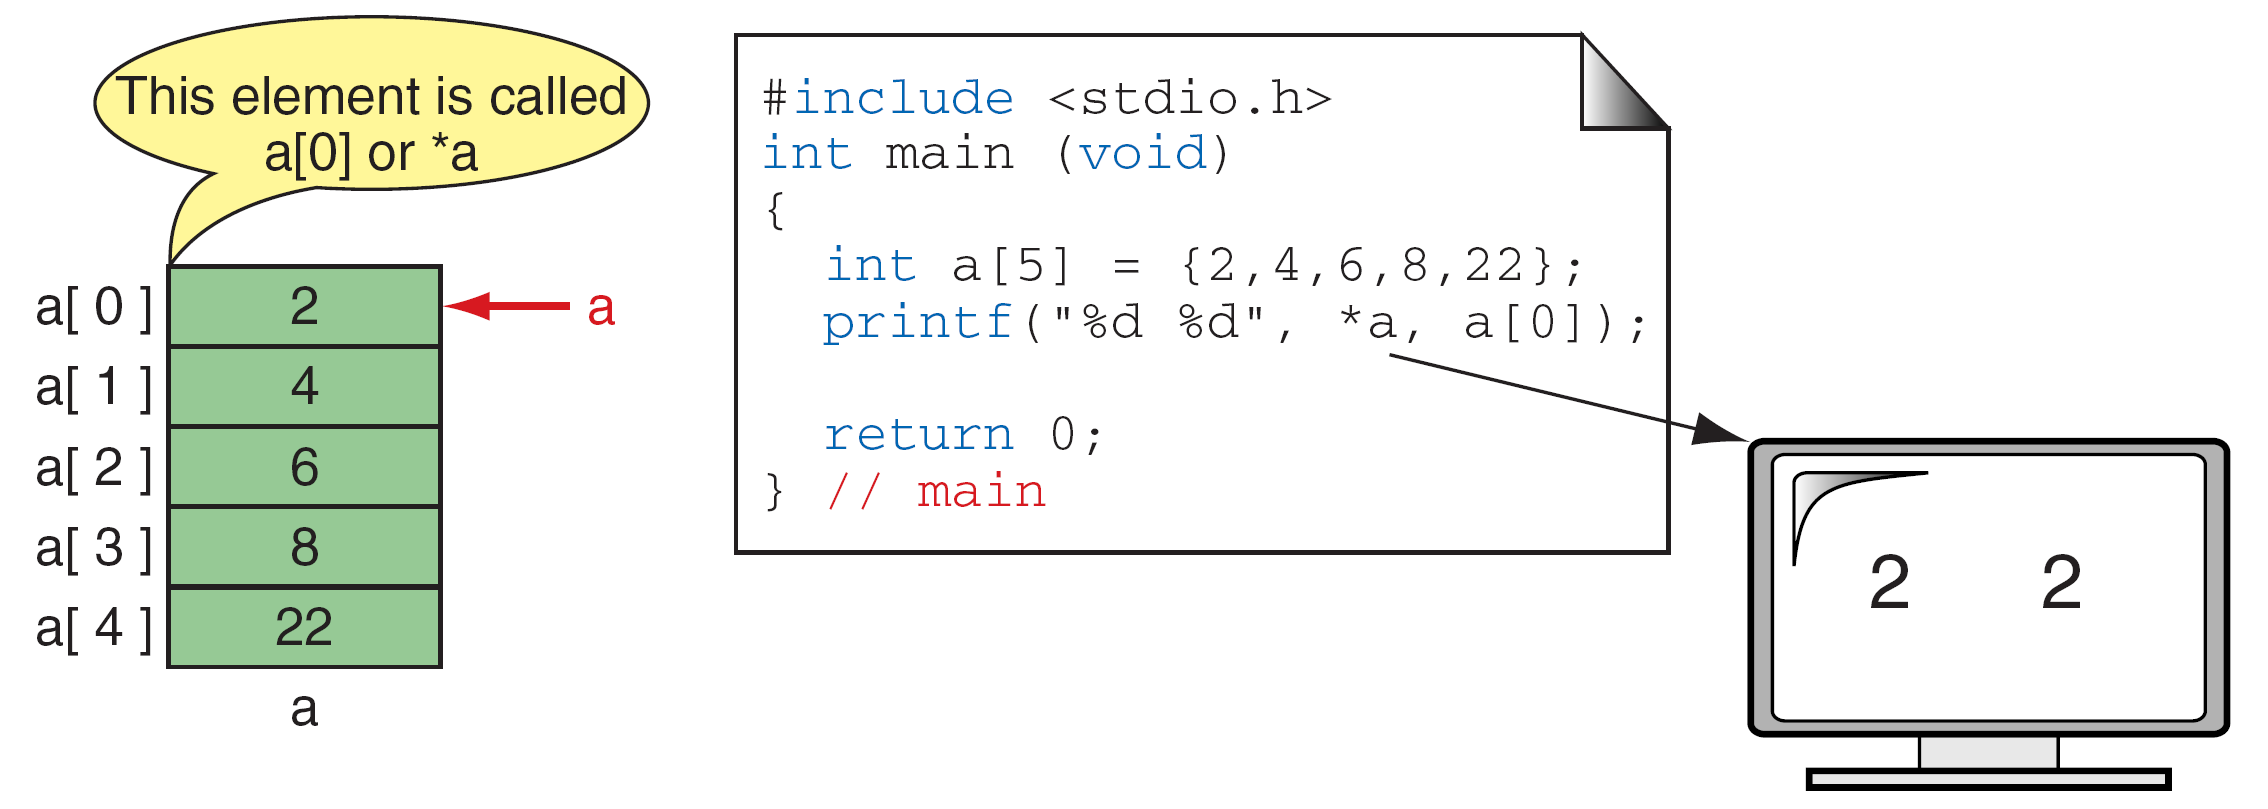 This element is called
a[0] or *a
a[ 0 ] 2 a
a[ 1 ] 4
a[ 2 ] 6
a[ 3 ] 8
a[ 4 ] 22
a
#include <stdio.h>
int main (void)
{
int a[5] = {2,4,6,8,22};
printf("%d %d", *a, a[0]);
return 0;
} // main
2 2